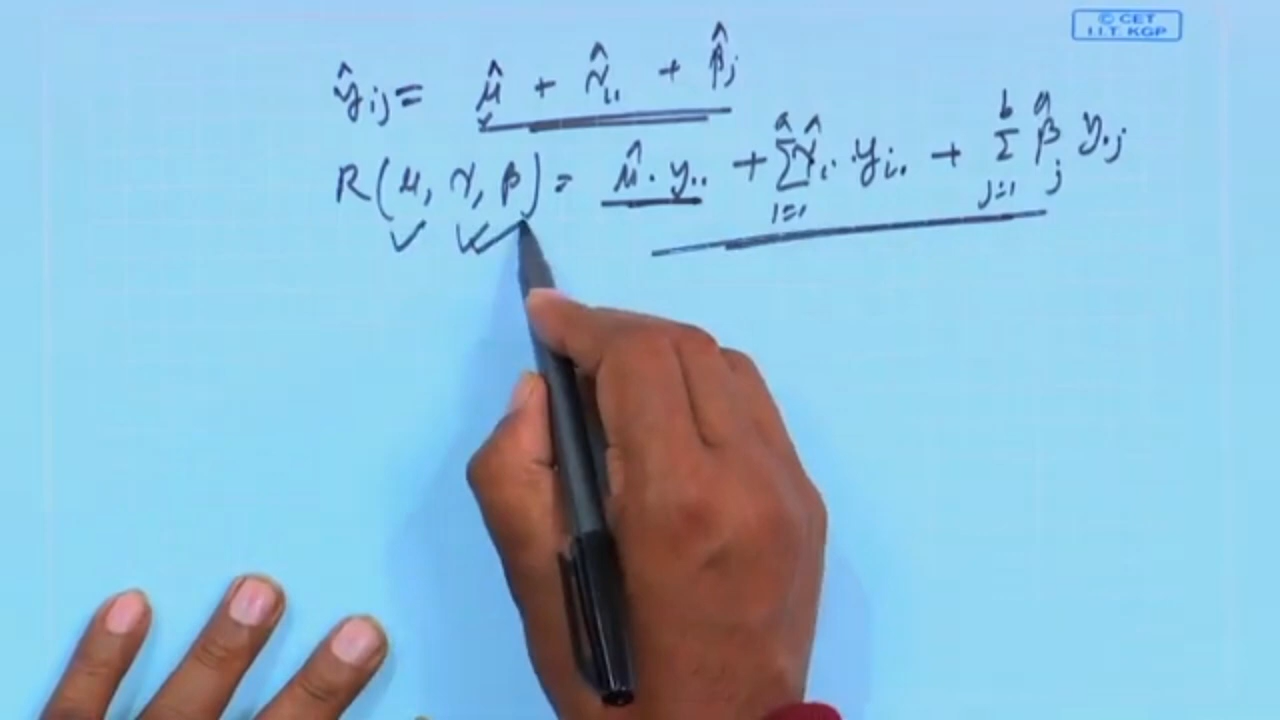 © CET
I.I.T. KGP
ŷij = μ̂ + τ̂i + β̂j
R(μ, τ, β) = μ̂ · y.. + Σ_{i=1}^{a} τ̂i · yi. + Σ_{j=1}^{b} β̂j y.j